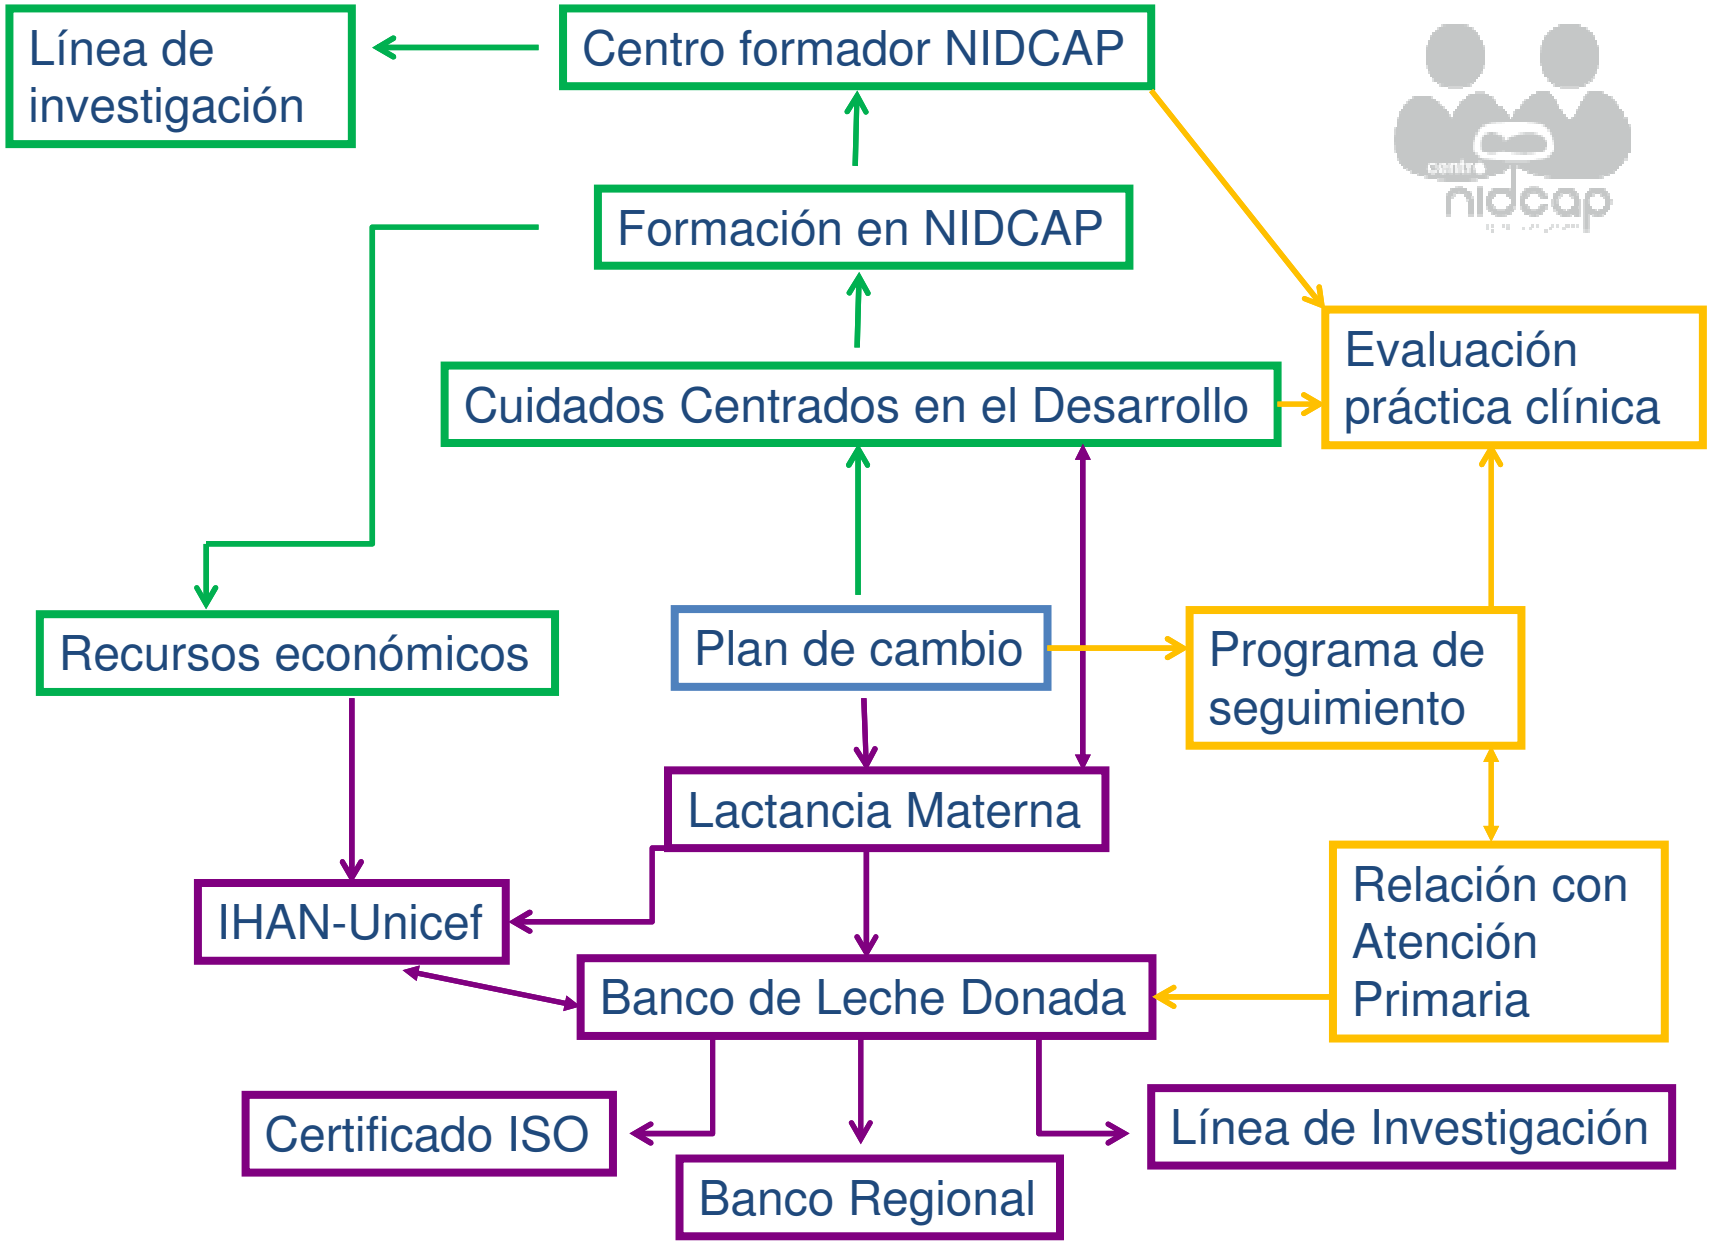 Línea de
investigación
Centro formador NIDCAP
centro
nidcap
Formación en NIDCAP
Evaluación
práctica clínica
Cuidados Centrados en el Desarrollo
Recursos económicos
Plan de cambio
Programa de
seguimiento
Lactancia Materna
Relación con
Atención
Primaria
IHAN-Unicef
Banco de Leche Donada
Certificado ISO
Línea de Investigación
Banco Regional